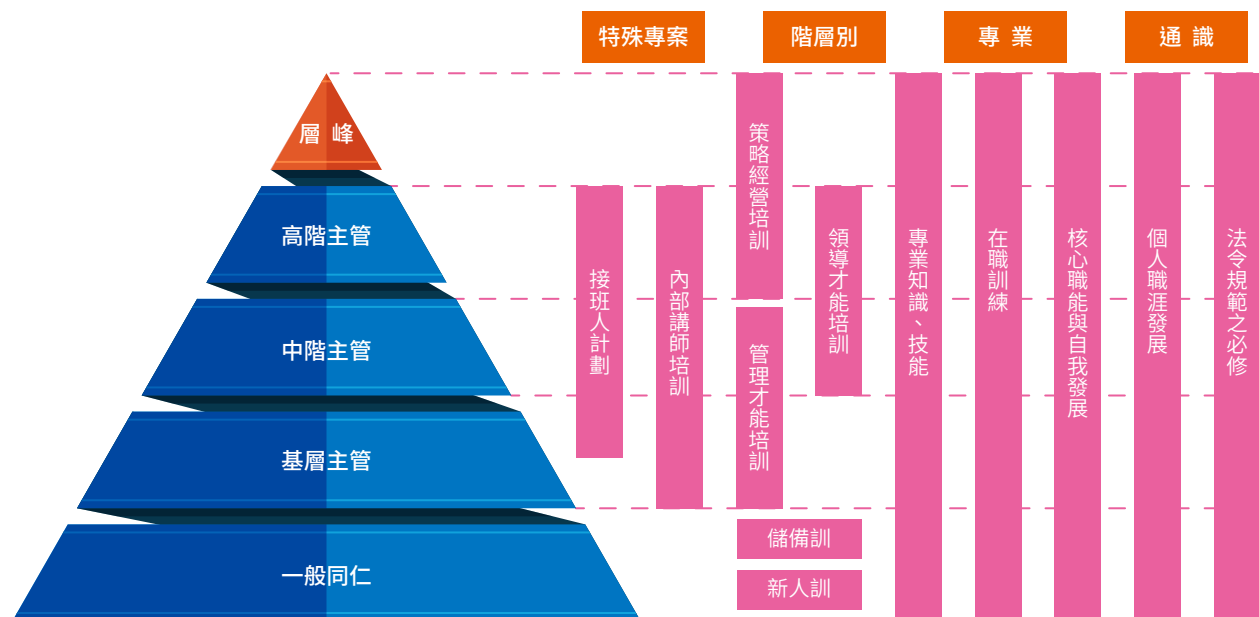 特殊專案
階層別
專 業
通 識
層 峰
高階主管
中階主管
基層主管
一般同仁
接班人計劃
內部講師培訓
策略經營培訓
管理才能培訓
儲備訓
新人訓
領導才能培訓
專業知識、技能
在職訓練
核心職能與自我發展
個人職涯發展
法令規範之必修